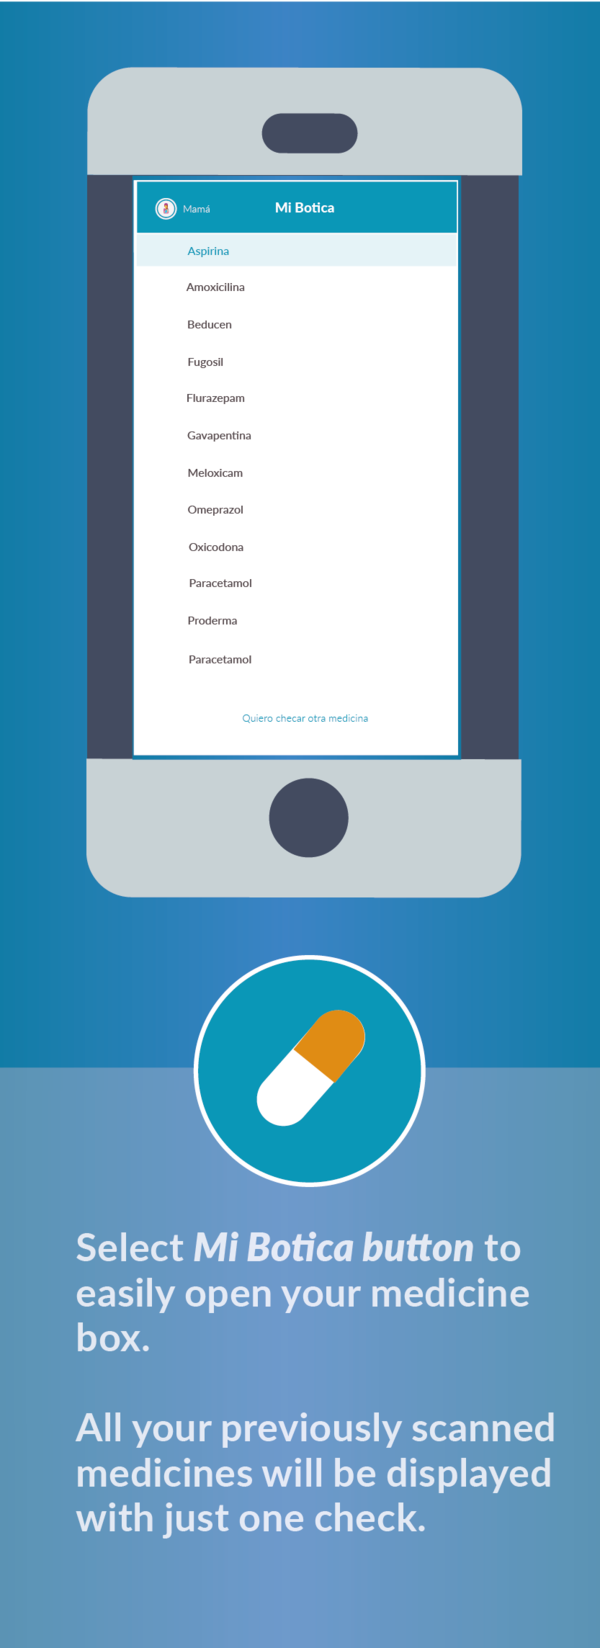 Mamá Mi Botica
Aspirina
Amoxicilina
Beducen
Fugosil
Flurazepam
Gavapentina
Meloxicam
Omeprazol
Oxicodona
Paracetamol
Proderma
Paracetamol
Quiero checar otra medicina
Select Mi Botica button to
easily open your medicine
box.
All your previously scanned
medicines will be displayed
with just one check.